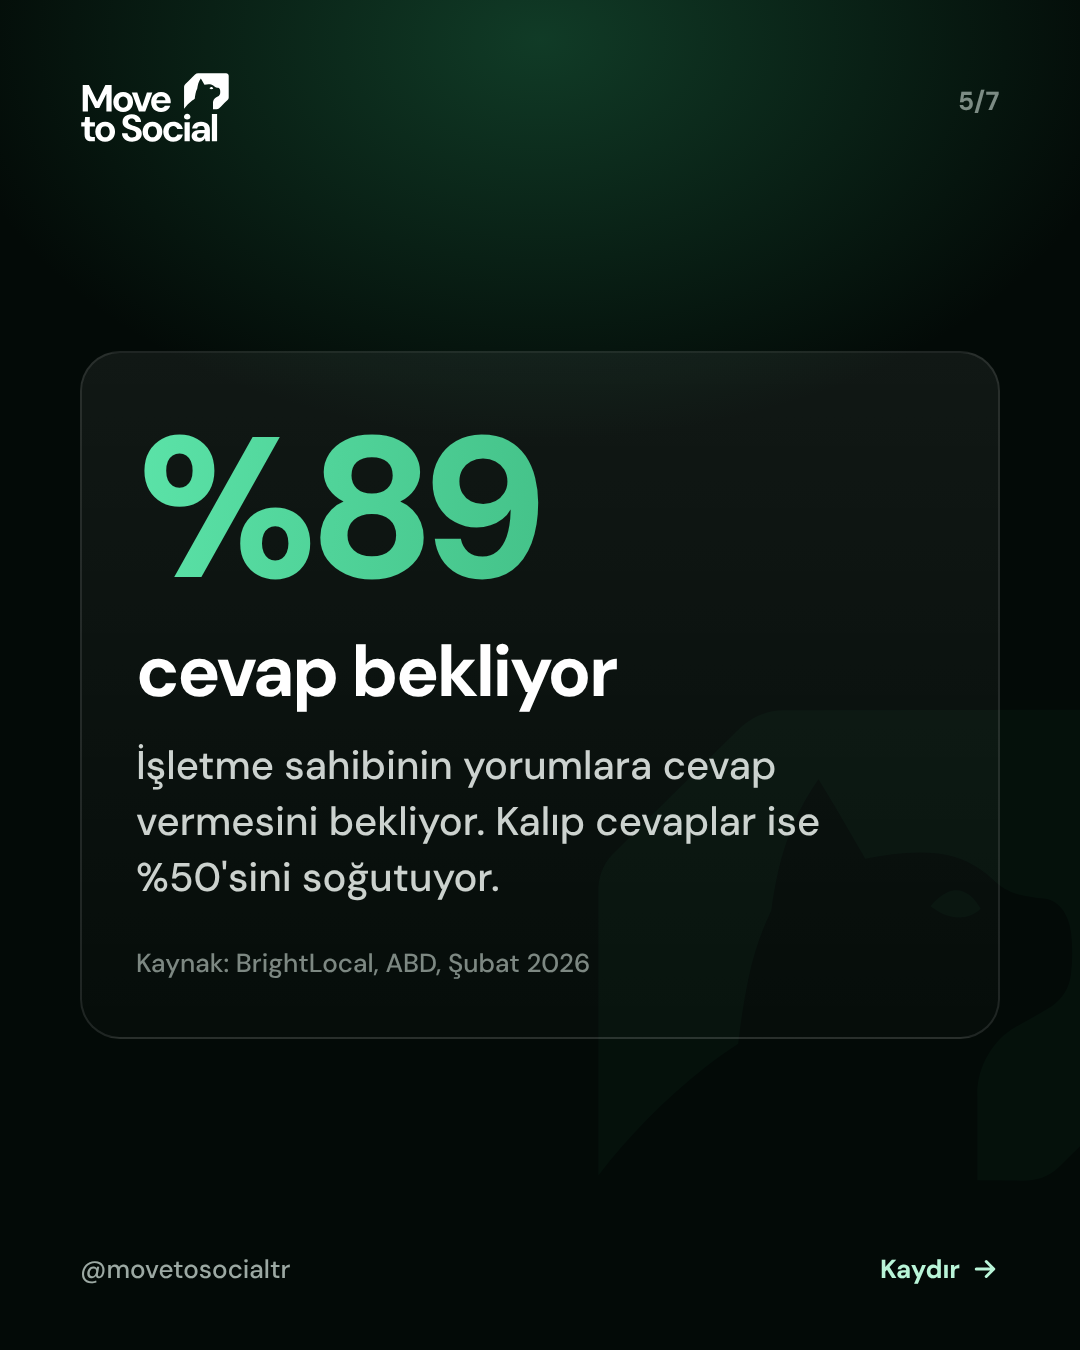 Move
to Social
5/7
%89
cevap bekliyor
İşletme sahibinin yorumlara cevap
vermesini bekliyor. Kalıp cevaplar ise
%50'sini soğutuyor.
Kaynak: BrightLocal, ABD, Şubat 2026
@movetosocialtr
Kaydır →